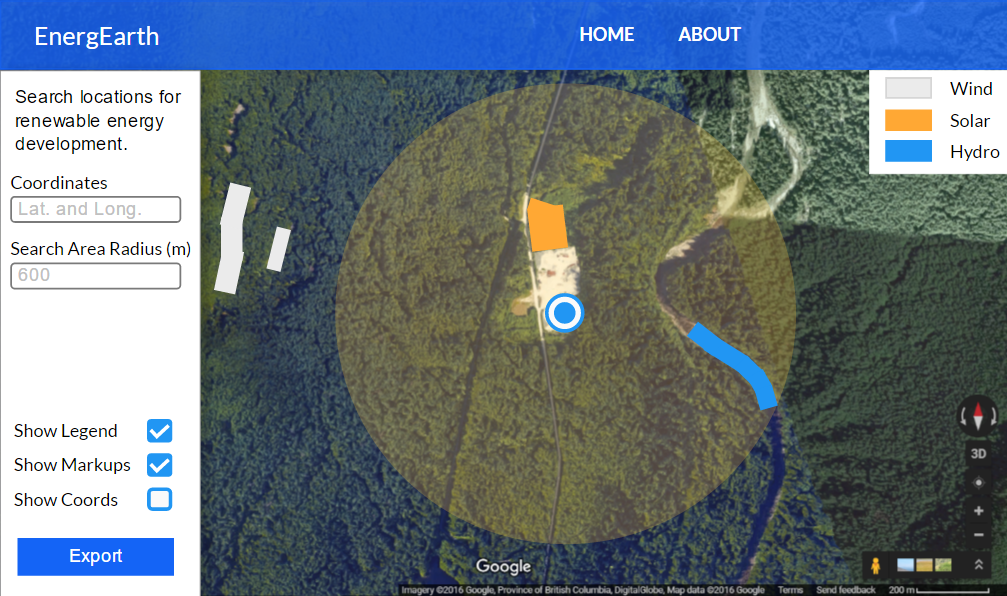 EnergEarth
HOME
ABOUT
Search locations for
renewable energy
development.
Coordinates
Lat. and Long.
Search Area Radius (m)
600
Show Legend
Show Markups
Show Coords
Export
Wind
Solar
Hydro
3D
Google
Imagery ©2016 Google, Province of British Columbia, DigitalGlobe, Map data ©2016 Google Terms Send feedback 200 m